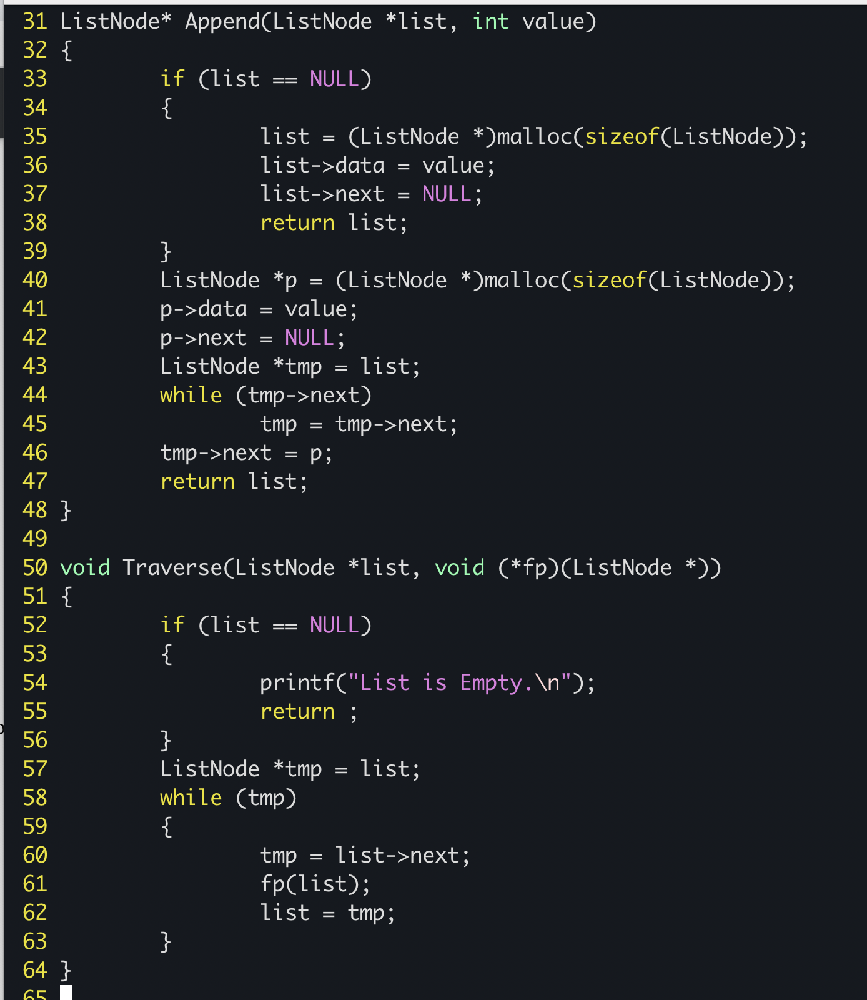 31 ListNode* Append(ListNode *list, int value)
32 {
33         if (list == NULL)
34         {
35                 list = (ListNode *)malloc(sizeof(ListNode));
36                 list->data = value;
37                 list->next = NULL;
38                 return list;
39         }
40         ListNode *p = (ListNode *)malloc(sizeof(ListNode));
41         p->data = value;
42         p->next = NULL;
43         ListNode *tmp = list;
44         while (tmp->next)
45                 tmp = tmp->next;
46         tmp->next = p;
47         return list;
48 }
49
50 void Traverse(ListNode *list, void (*fp)(ListNode *))
51 {
52         if (list == NULL)
53         {
54                 printf("List is Empty.\n");
55                 return ;
56         }
57         ListNode *tmp = list;
58         while (tmp)
59         {
60                 tmp = list->next;
61                 fp(list);
62                 list = tmp;
63         }
64 }
65